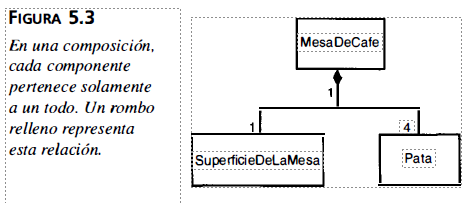 FIGURA 5.3
En una composición,
cada componente
pertenece solamente
a un todo. Un rombo
relleno representa
esta relación.
MesaDeCafe
1
1
4
SuperficieDeLaMesa
Pata